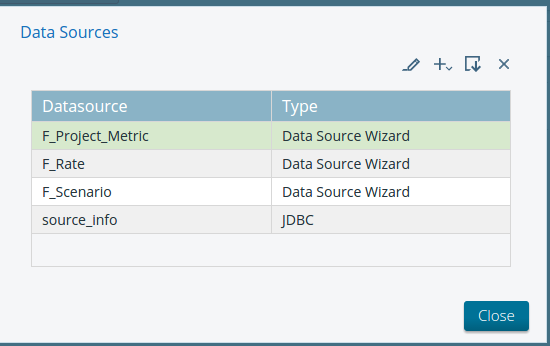 Data Sources
Datasource Type
F_Project_Metric Data Source Wizard
F_Rate Data Source Wizard
F_Scenario Data Source Wizard
source_info JDBC
Close